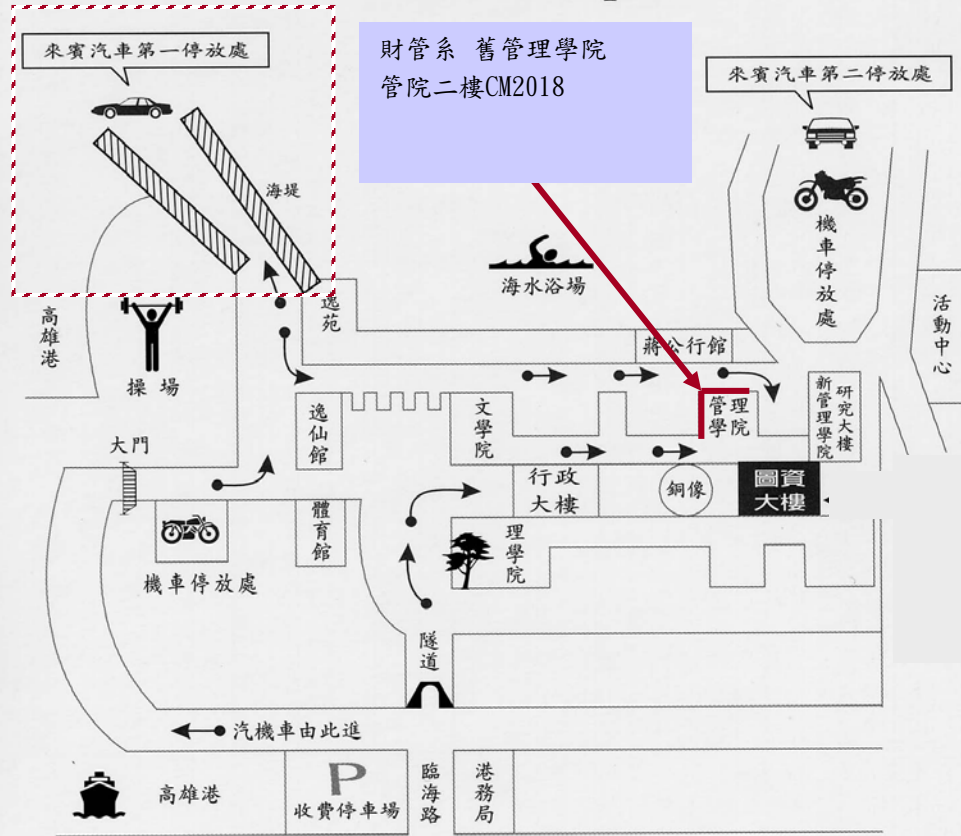 來賓汽車第一停放處
財管系 舊管理學院
管院二樓CM2018
來賓汽車第二停放處
海堤
機車停放處
海水浴場
逸苑
高雄港
活動中心
蔣公行館
操場
逸仙館
文學院
管理
學院
新管理學院
研究大樓
大門
行政
大樓
銅像
圖資
大樓
體育館
理學院
機車停放處
隧道
汽機車由此進
高雄港
P
收費停車場
臨海路
港務局